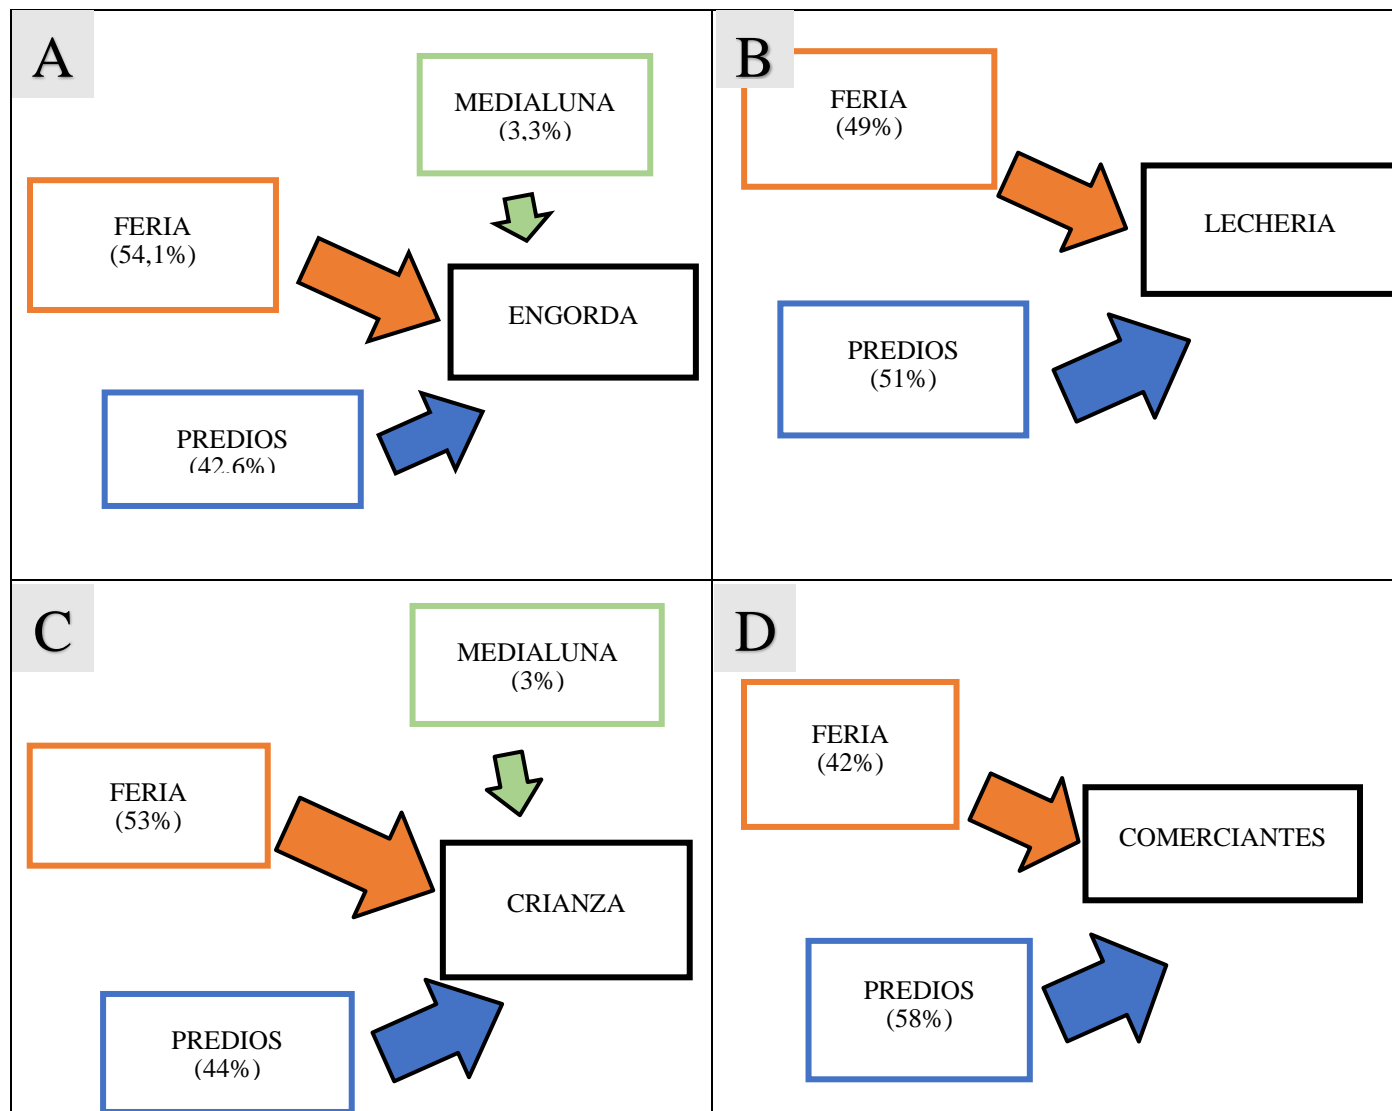 A
MEDIALUNA
(3,3%)
FERIA
(54,1%)
ENGORDA
PREDIOS
(42,6%)
B
FERIA
(49%)
LECHERIA
PREDIOS
(51%)
C
MEDIALUNA
(3%)
FERIA
(53%)
CRIANZA
PREDIOS
(44%)
D
FERIA
(42%)
COMERCIANTES
PREDIOS
(58%)